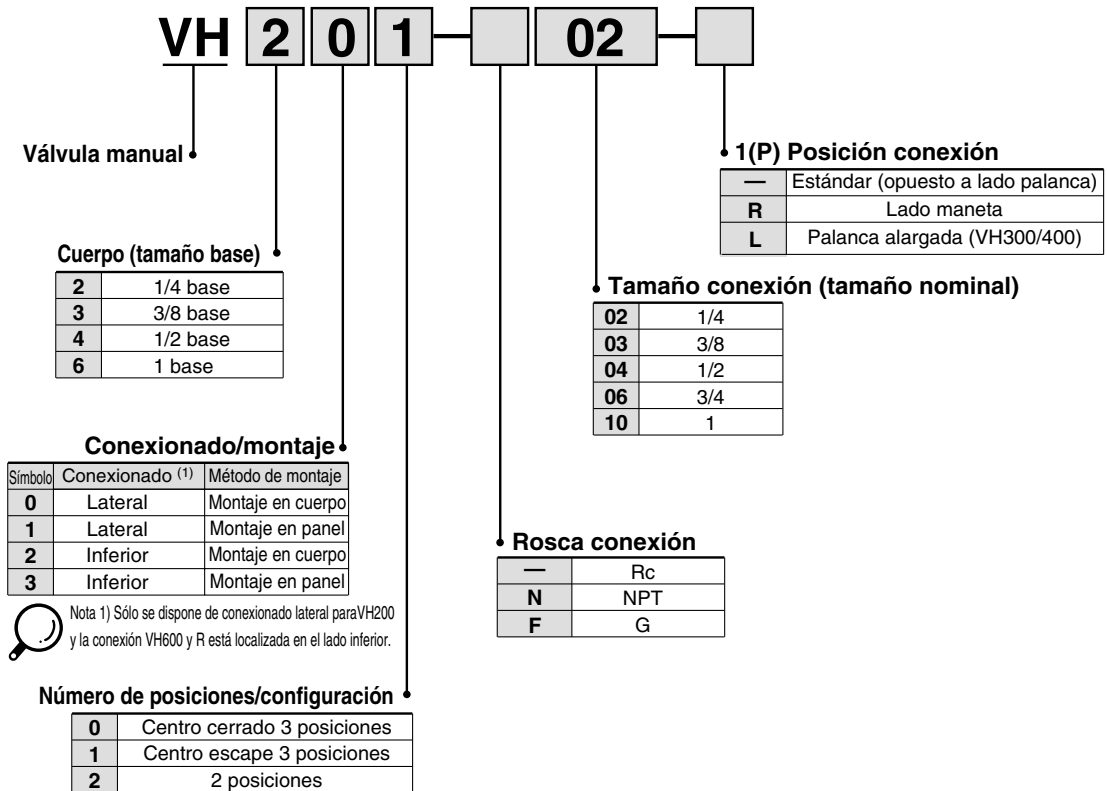 VH 2 0 1 — 02 —
Válvula manual
1(P) Posición conexión
— Estándar (opuesto a lado palanca)
R Lado maneta
L Palanca alargada (VH300/400)
Cuerpo (tamaño base)
2 1/4 base
3 3/8 base
4 1/2 base
6 1 base
Tamaño conexión (tamaño nominal)
02 1/4
03 3/8
04 1/2
06 3/4
10 1
Conexionado/montaje
Símbolo Conexionado (1) Método de montaje
0 Lateral Montaje en cuerpo
1 Lateral Montaje en panel
2 Inferior Montaje en cuerpo
3 Inferior Montaje en panel
Nota 1) Sólo se dispone de conexionado lateral paraVH200
y la conexión VH600 y R está localizada en el lado inferior.
Rosca conexión
— Rc
N NPT
F G
Número de posiciones/configuración
0 Centro cerrado 3 posiciones
1 Centro escape 3 posiciones
2 2 posiciones